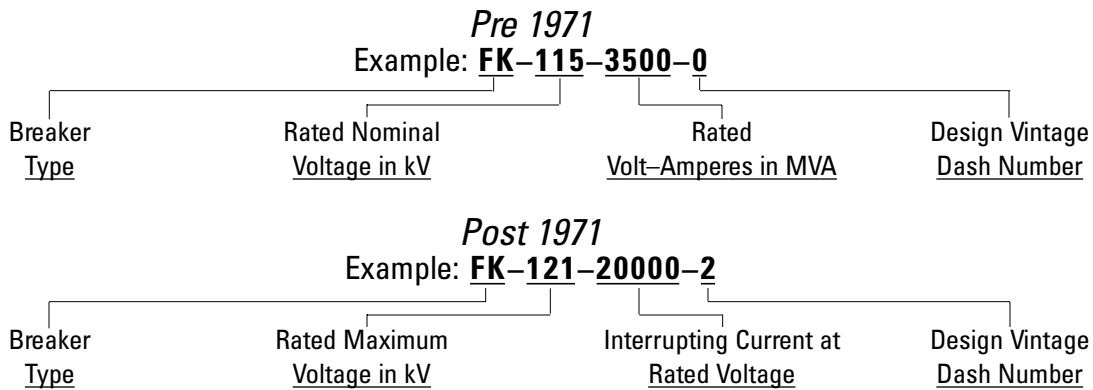 Pre 1971
Example: FK–115–3500–0
Breaker Type
Rated Nominal Voltage in kV
Rated Volt–Amperes in MVA
Design Vintage Dash Number
Post 1971
Example: FK–121–20000–2
Breaker Type
Rated Maximum Voltage in kV
Interrupting Current at Rated Voltage
Design Vintage Dash Number